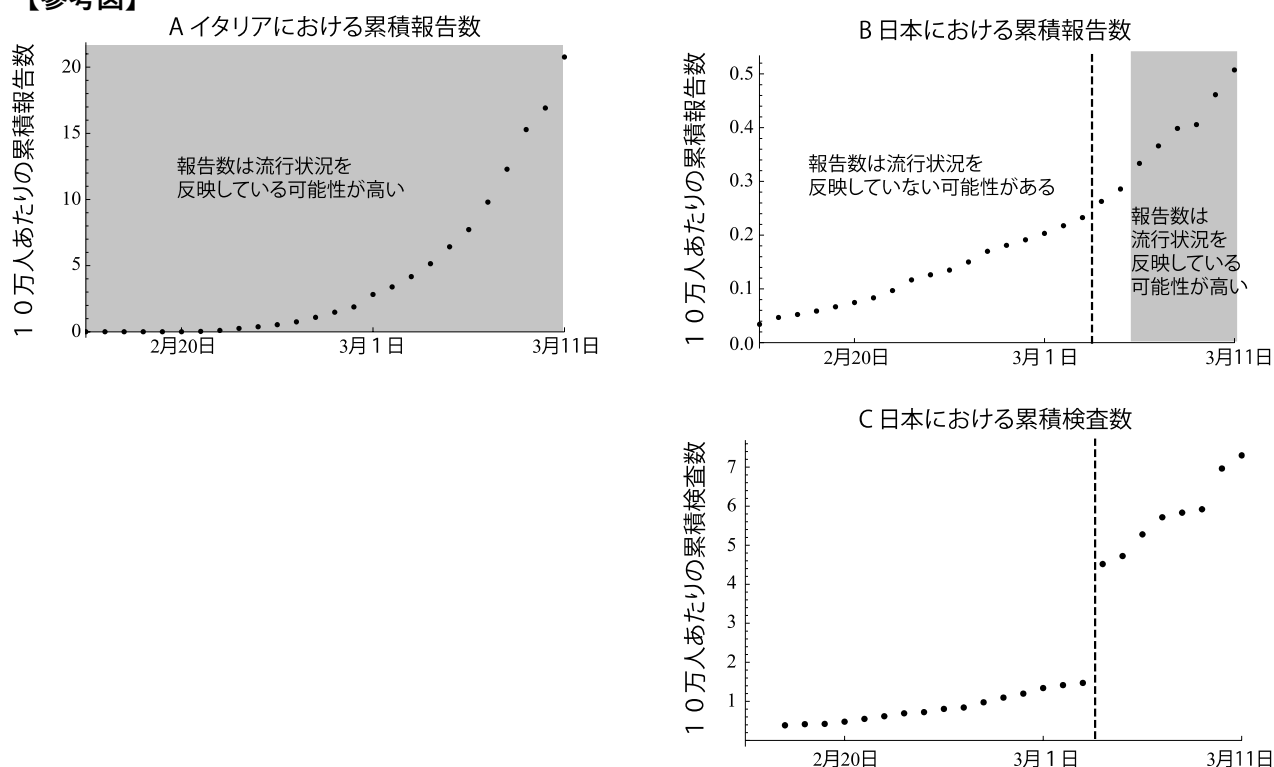 【参考図】
A イタリアにおける累積報告数
１０万人あたりの累積報告数
20
15
10
5
0
報告数は流行状況を
反映している可能性が高い
2月20日
3月1日
3月11日
B 日本における累積報告数
１０万人あたりの累積報告数
0.5
0.4
0.3
0.2
0.1
0.0
報告数は流行状況を
反映していない可能性がある
報告数は
流行状況を
反映している
可能性が高い
2月20日
3月1日
3月11日
C 日本における累積検査数
１０万人あたりの累積検査数
7
6
5
4
3
2
1
2月20日
3月1日
3月11日